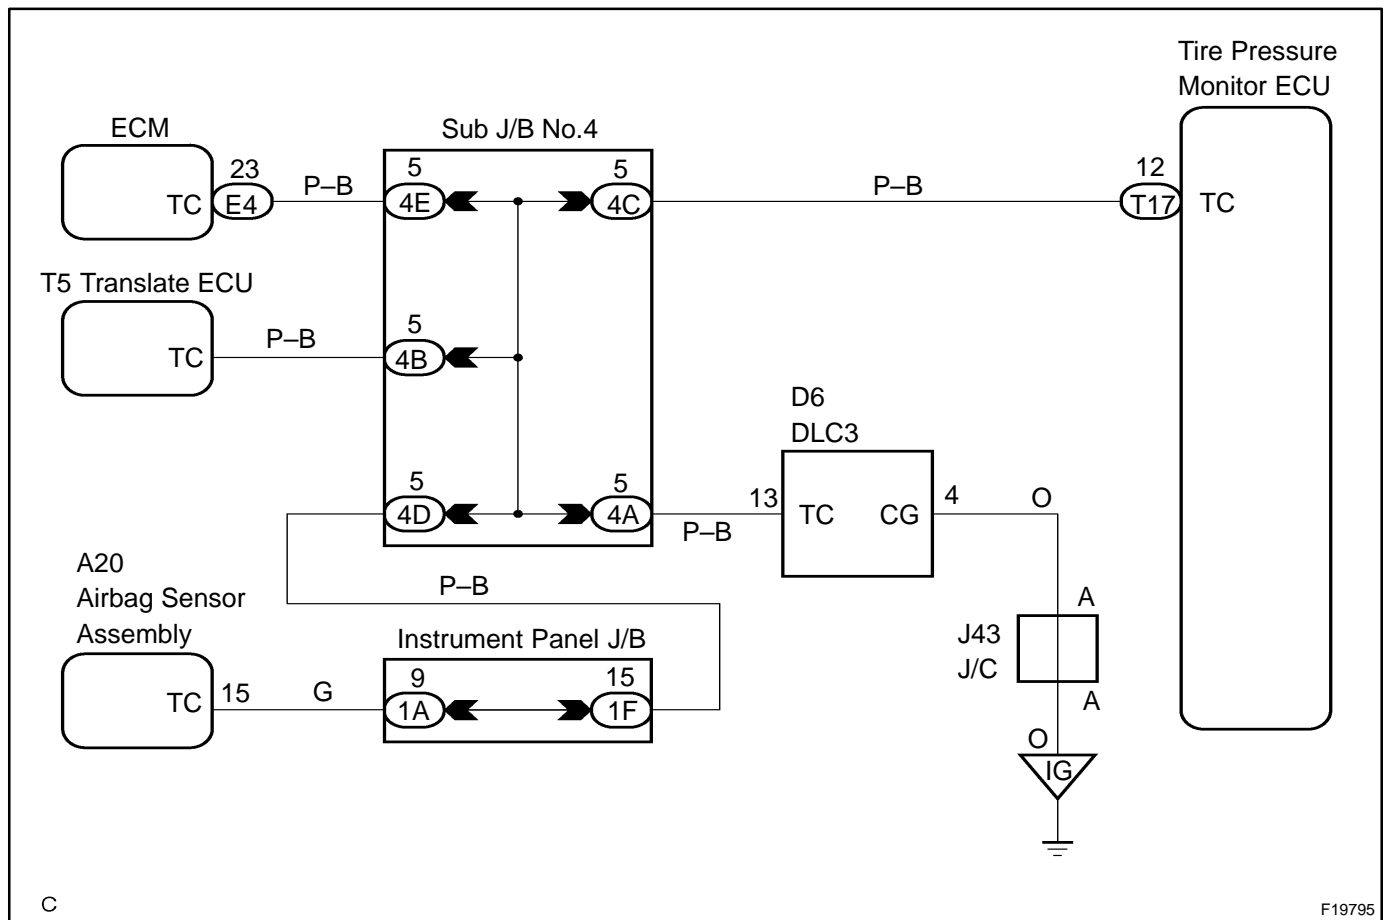 Tire Pressure
Monitor ECU
ECM
Sub J/B No.4
23
5
5
12
TC
E4
P–B
4E
4C
P–B
T17
TC
T5 Translate ECU
5
TC
P–B
4B
D6
DLC3
5
5
13
4
O
4D
4A
P–B
TC
CG
A20
Airbag Sensor
Assembly
P–B
A
J43
J/C
A
Instrument Panel J/B
9
15
TC
15
G
1A
1F
O
IG
C
F19795